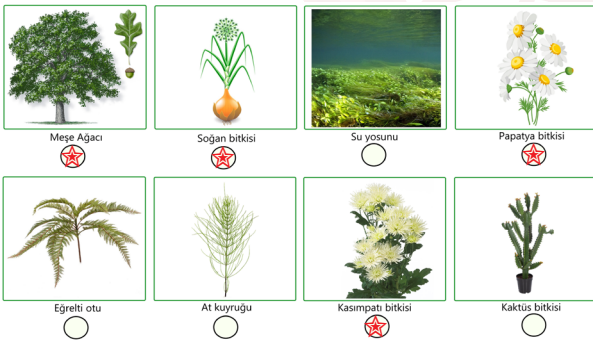 Meşe Ağacı
Soğan bitkisi
Su yosunu
Papatya bitkisi
Eğrelti otu
At kuyruğu
Kasımpatı bitkisi
Kaktüs bitkisi